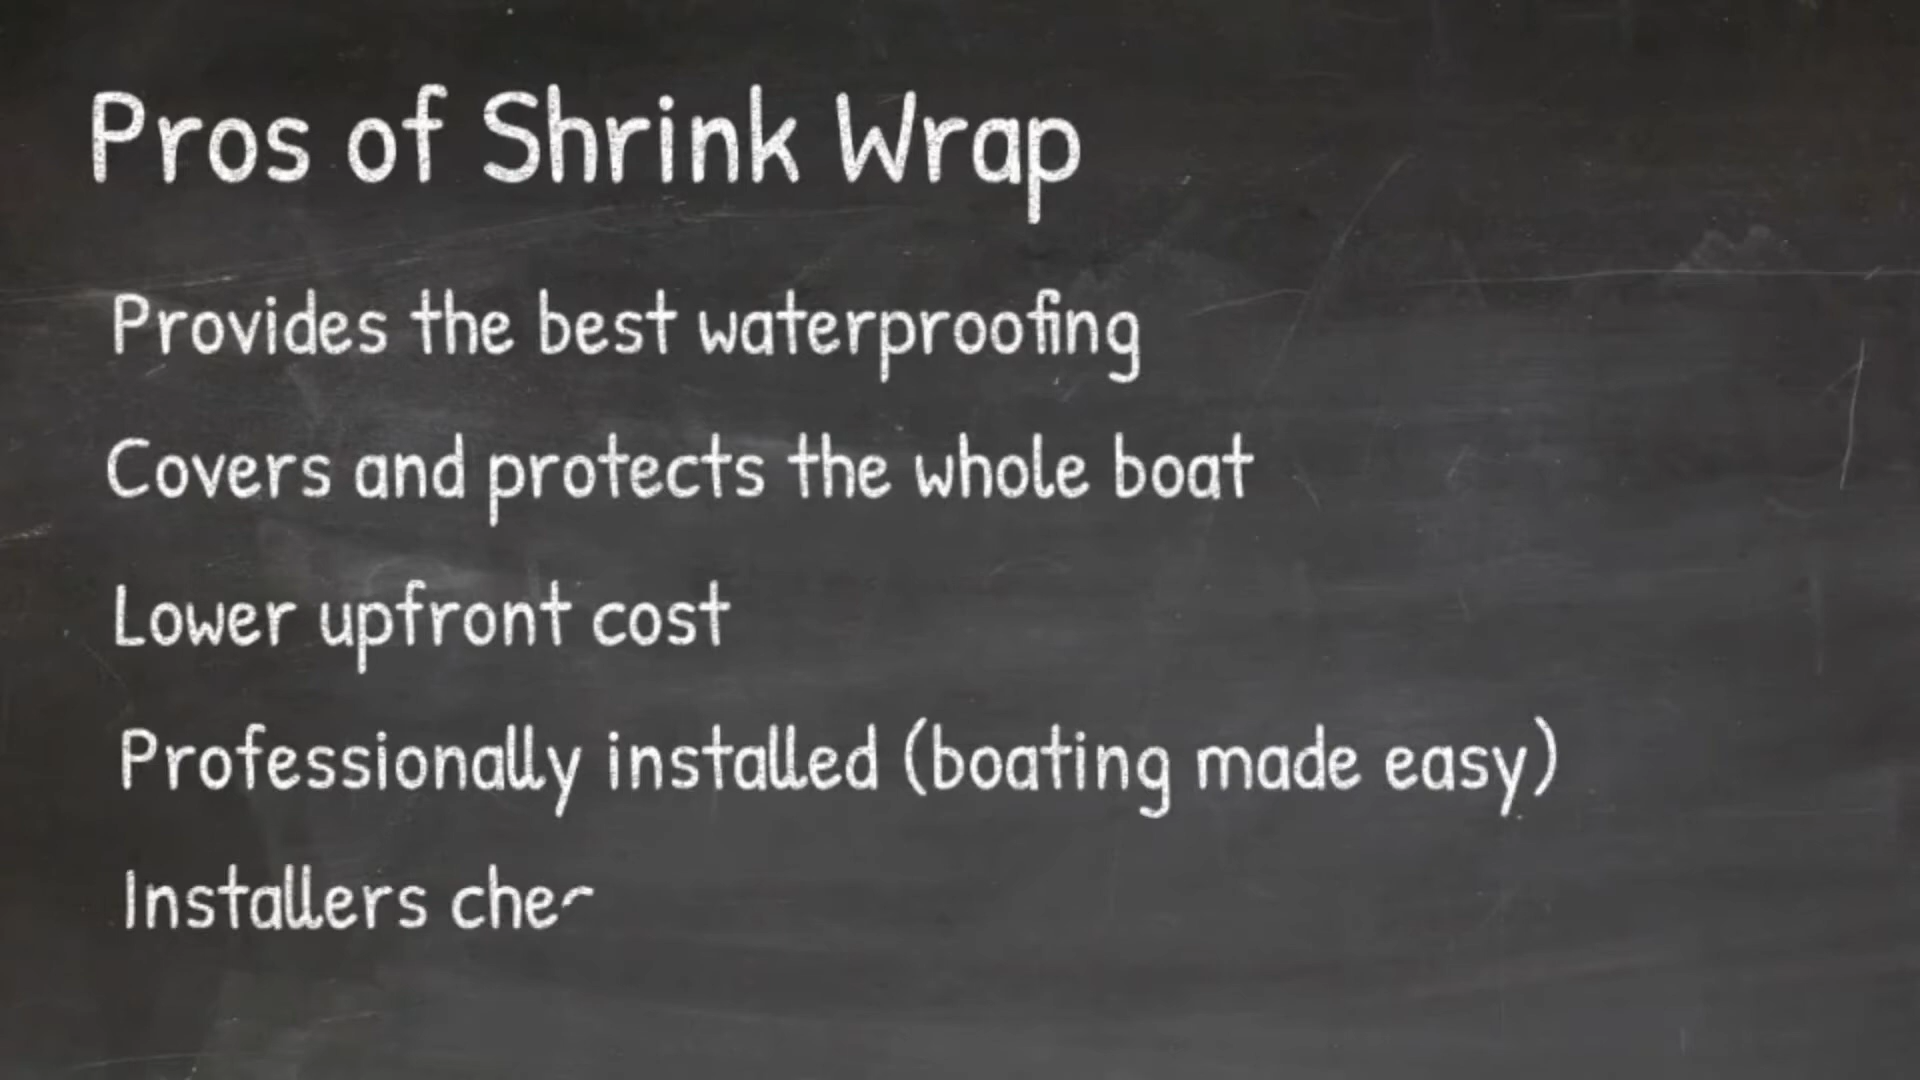 Pros of Shrink Wrap
Provides the best waterproofing
Covers and protects the whole boat
Lower upfront cost
Professionally installed (boating made easy)
Installers